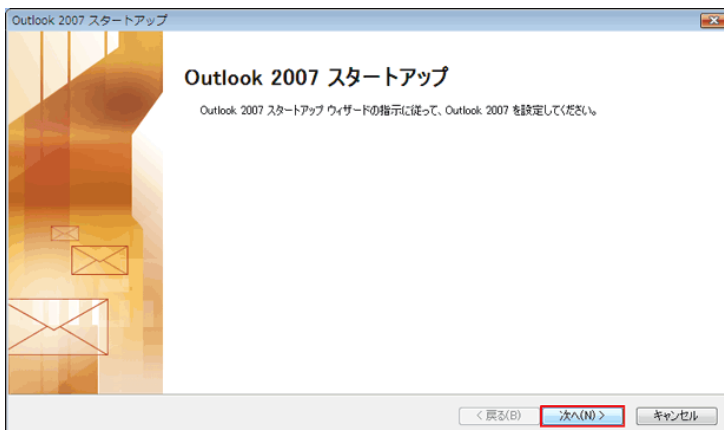 Outlook 2007 スタートアップ
Outlook 2007 スタートアップ
Outlook 2007 スタートアップ ウィザードの指示に従って、Outlook 2007 を設定してください。
< 戻る(B)
次へ(N) >
キャンセル